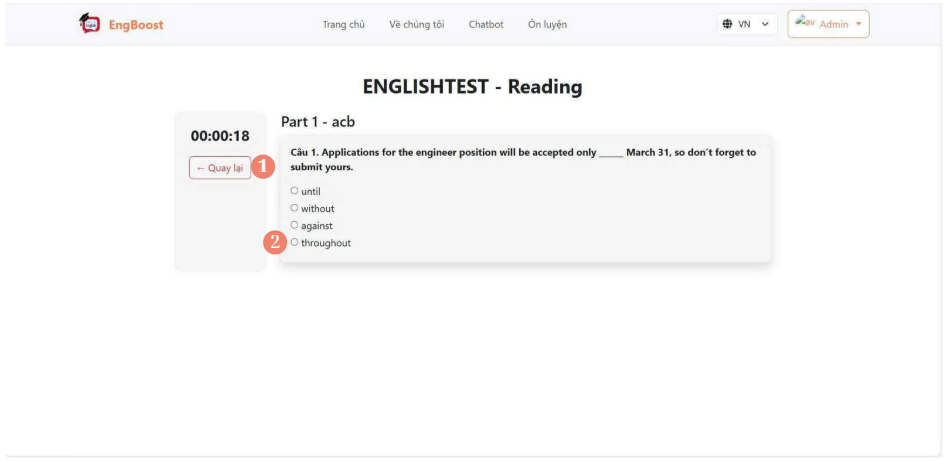 EngBoost
Trang chủ Về chúng tôi Chatbot Ôn luyện
VN
av Admin
ENGLISHTEST - Reading
00:00:18
← Quay lại
1
Part 1 - acb
Câu 1. Applications for the engineer position will be accepted only _____ March 31, so don't forget to
submit yours.
until
without
against
2
throughout